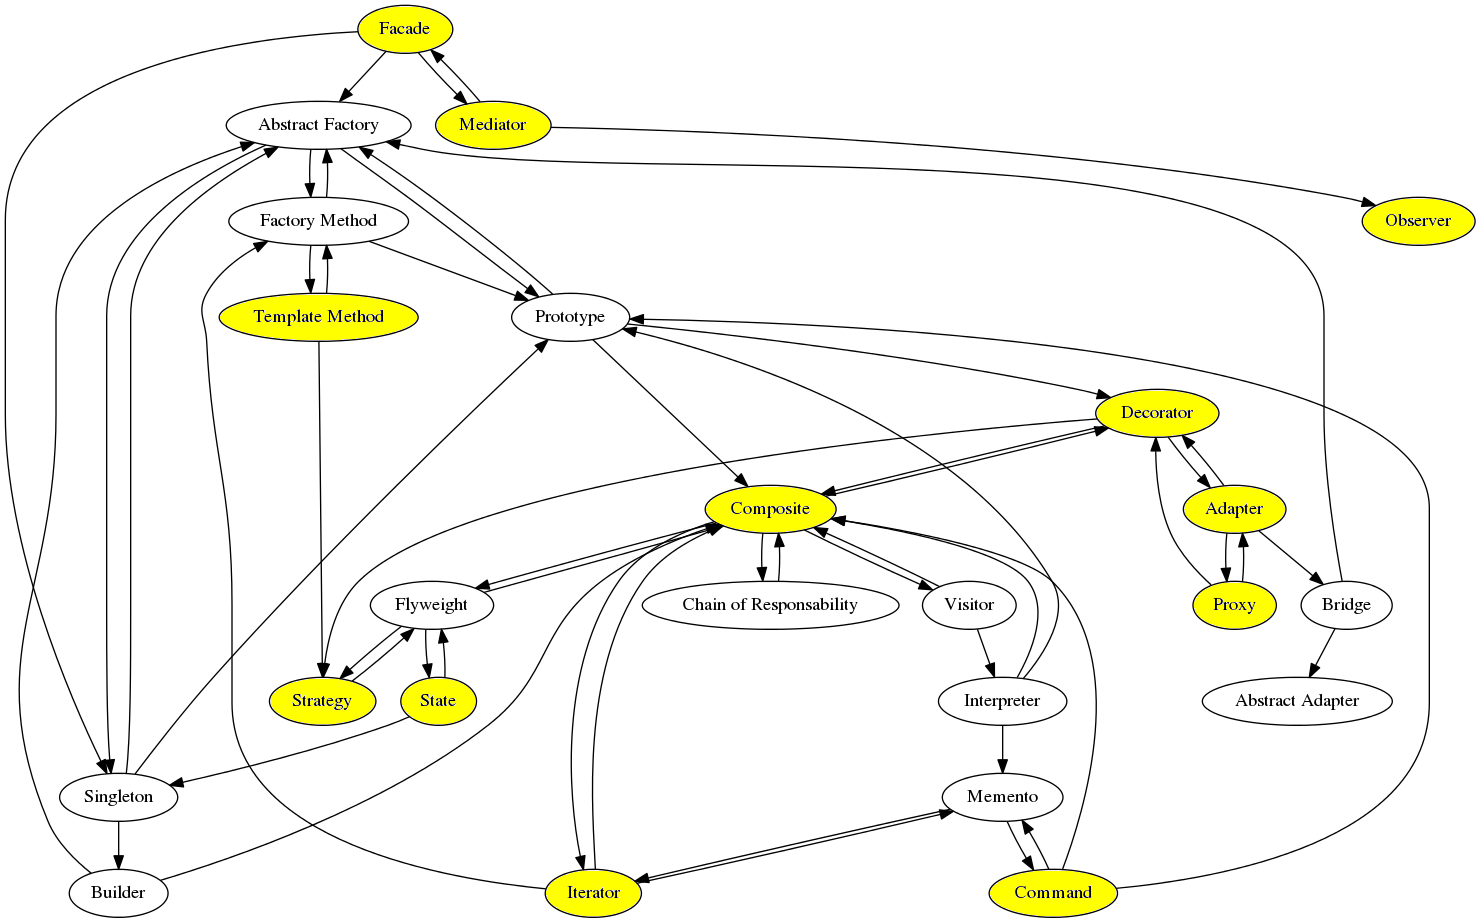 Facade
Abstract Factory
Mediator
Factory Method
Observer
Template Method
Prototype
Decorator
Composite
Adapter
Flyweight
Chain of Responsability
Visitor
Proxy
Bridge
Strategy
State
Interpreter
Abstract Adapter
Singleton
Memento
Builder
Iterator
Command